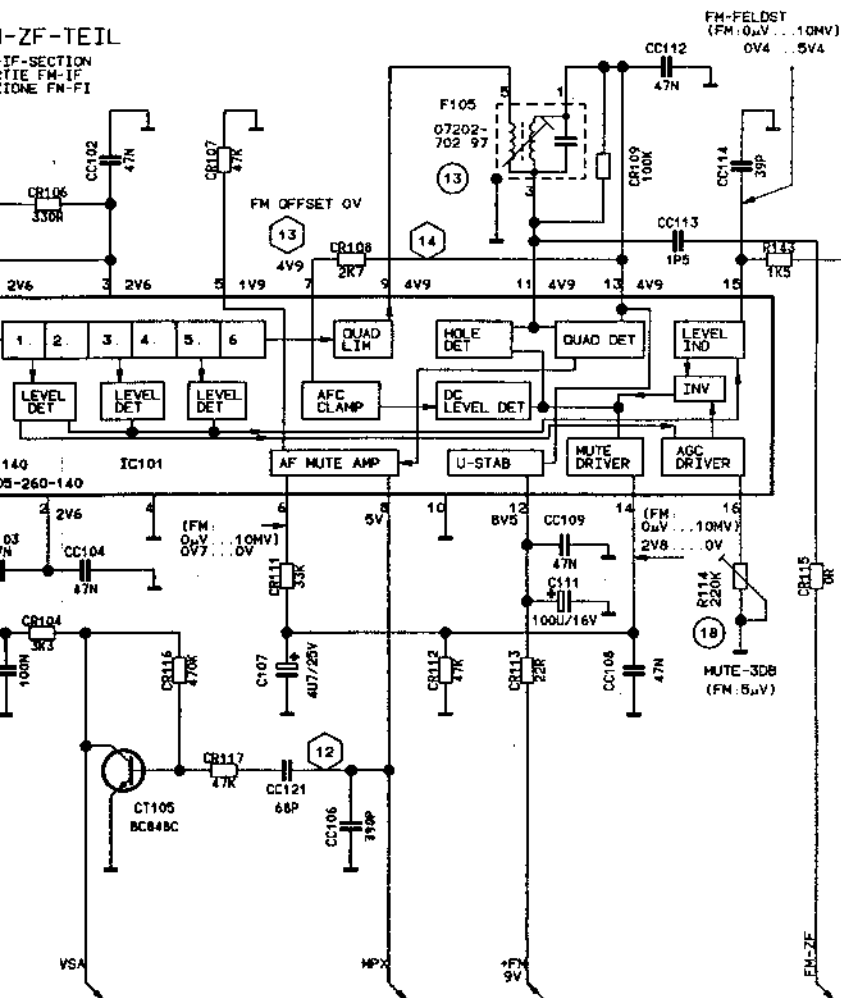 M-ZF-TEIL
-IF-SECTION
RTIE FM-IF
ZIONE FM-FI
FM-FELDST
(FM:0µV...10MV)
0V4 ..5V4
CC112
47N
F105
07202-
702 97
13
3
1
2
CR109
100K
CC114
39P
CC102
47N
CR107
47K
CR106
330R
FM OFFSET 0V
13
4V9
CR108
2K7
14
CC113
1P5
R143
1K5
2V6
3
2V6
5
1V9
7
9
4V9
11
4V9
13
4V9
15
1.
2.
3.
4.
5.
6
QUAD
LIM
HOLE
DET
QUAD DET
LEVEL
IND
LEVEL
DET
LEVEL
DET
LEVEL
DET
AFC
CLAMP
DC
LEVEL DET
INV
140
IC101
05-260-140
AF MUTE AMP
U-STAB
MUTE
DRIVER
AGC
DRIVER
2
2V6
4
6
8
5V
10
12
8V5
14
16
(FM:
0µV...10MV)
0V7...0V
CC109
47N
(FM:
0µV...10MV)
2V8....0V
03
7N
CC104
47N
CR111
33K
C111
100U/16V
R114
220K
CR115
0R
18
MUTE-3DB
(FM:5µV)
CR104
3K3
100N
CR116
470K
C107
4U7/25V
CR112
47K
CR113
22R
CC108
47N
12
CR117
47K
CC121
68P
CC106
390P
CT105
BC848C
VSA
MPX
+FM
9V
FM-ZF